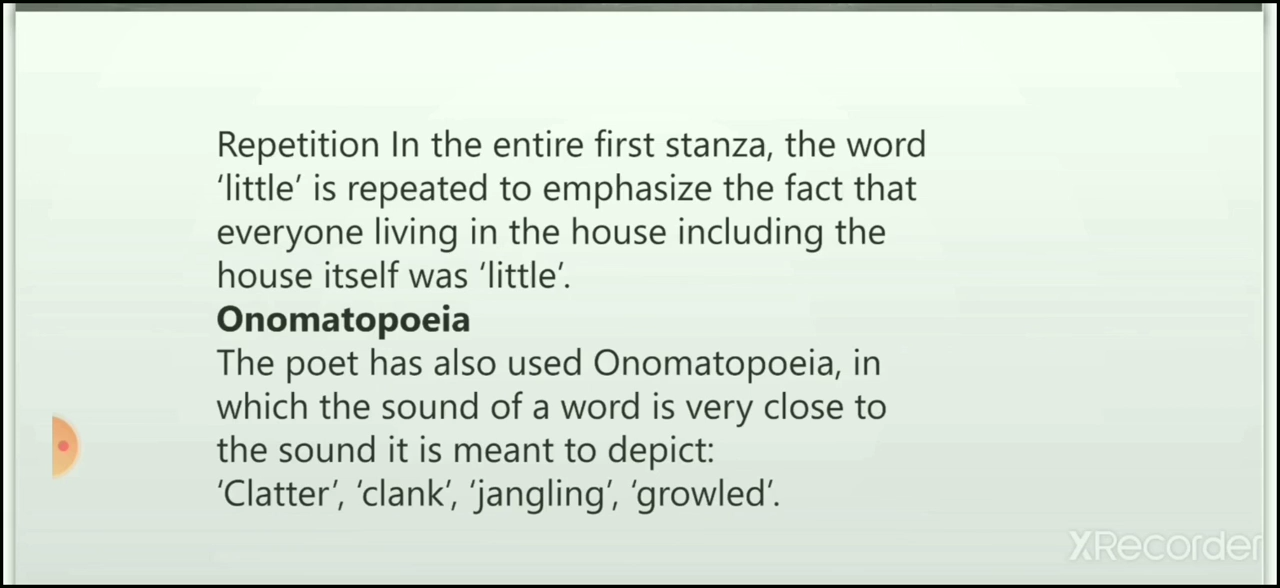 Repetition In the entire first stanza, the word
‘little’ is repeated to emphasize the fact that
everyone living in the house including the
house itself was ‘little’.
Onomatopoeia
The poet has also used Onomatopoeia, in
which the sound of a word is very close to
the sound it is meant to depict:
‘Clatter’, ‘clank’, ‘jangling’, ‘growled’.
XRecorder